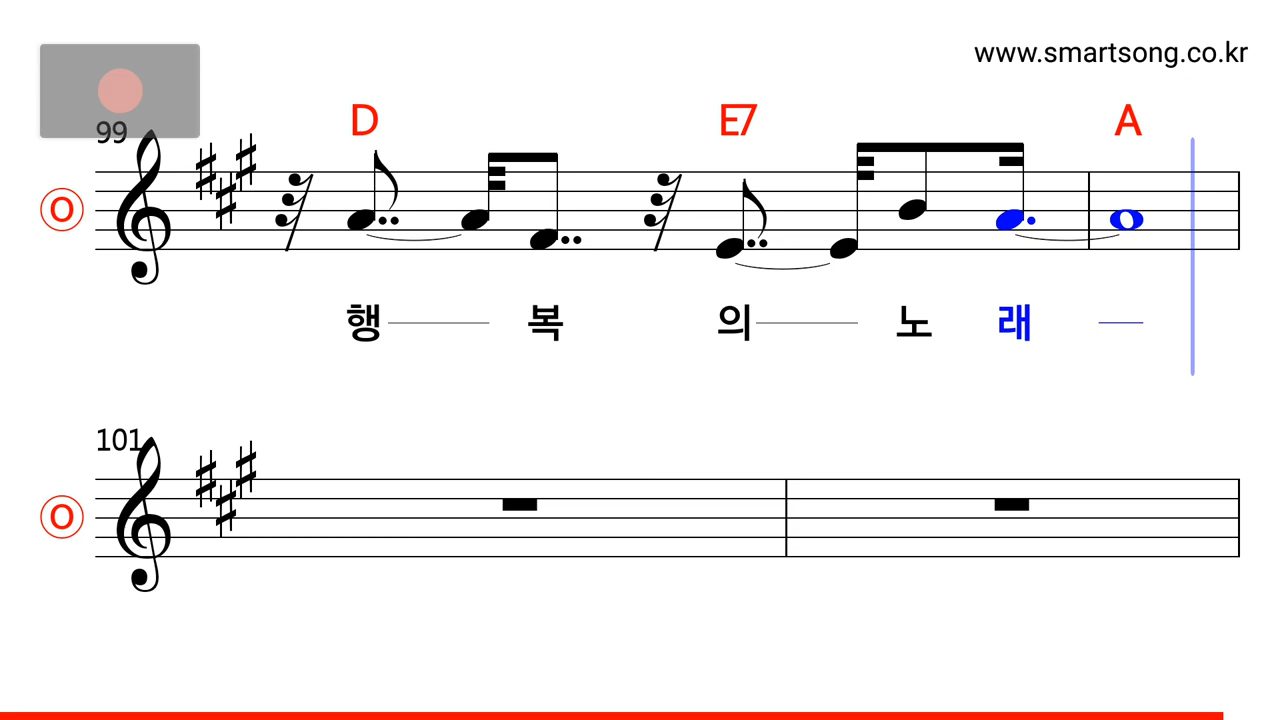 www.smartsong.co.kr
99
D E7 A
O
행 복 의 노 래
101
O